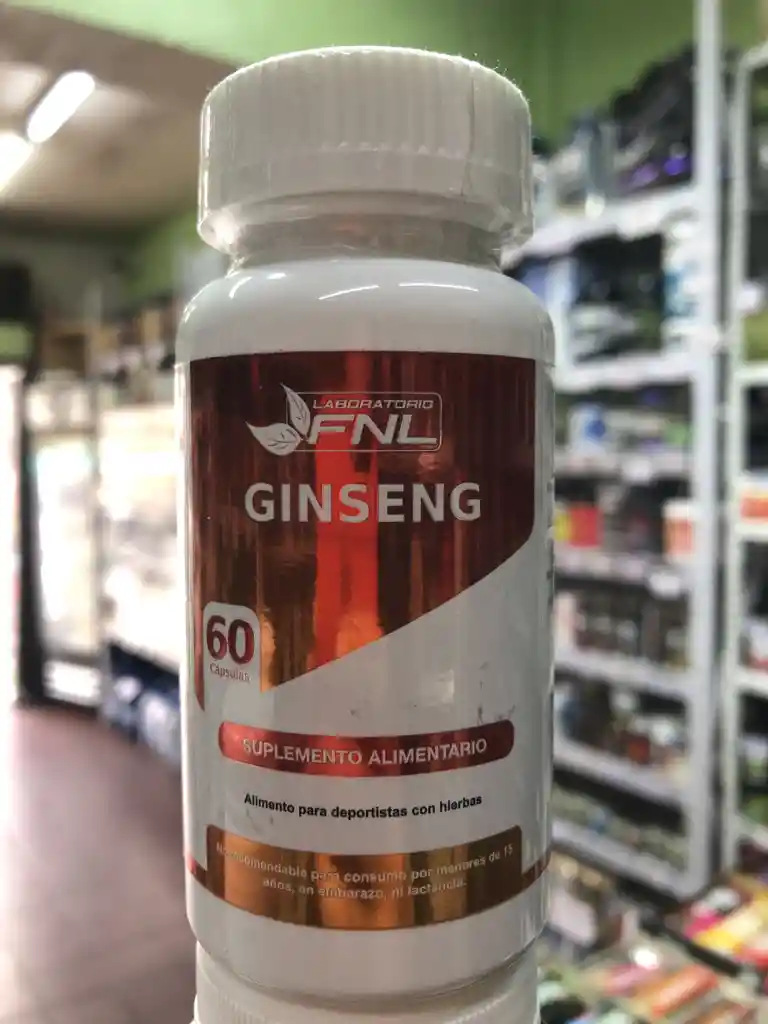 LABORATORIO
FNL
GINSENG
60
Cápsulas
SUPLEMENTO ALIMENTARIO
Alimento para deportistas con hierbas
No recomendable para consumo por menores de 15
años, en embarazo, ni lactancia.